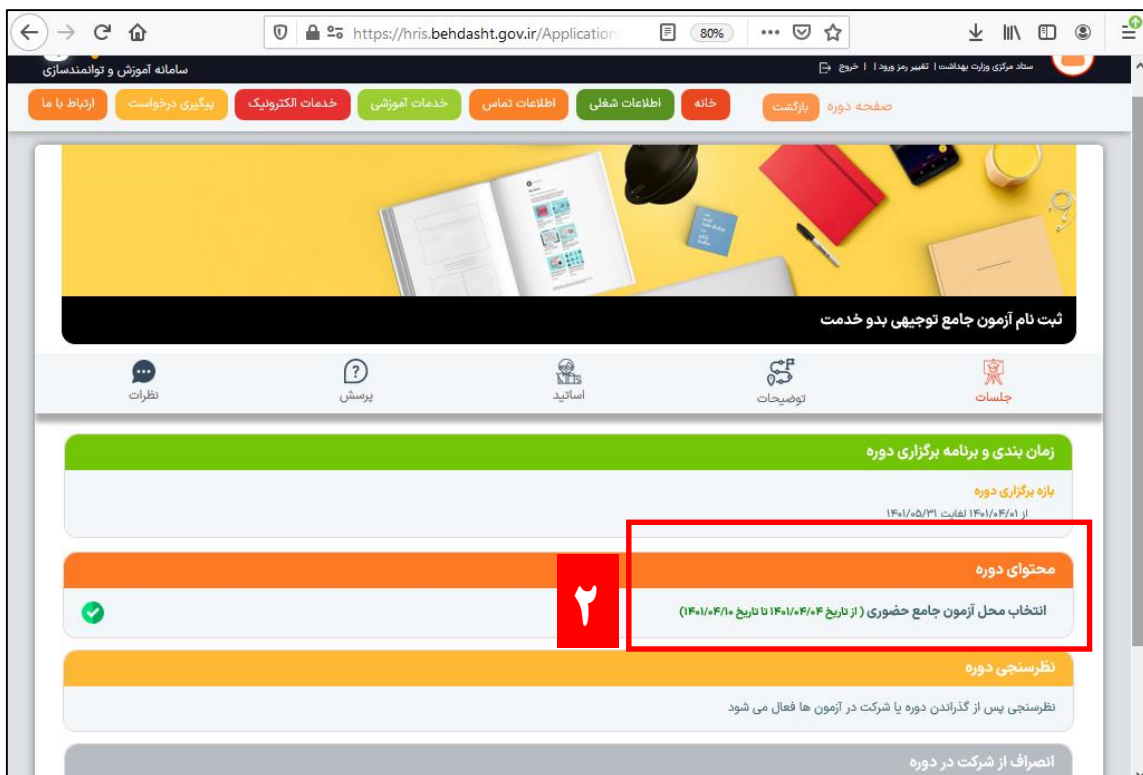 https://hris.behdasht.gov.ir/Application
80%
ستاد مرکزی وزارت بهداشت | تغییر رمز ورود | خروج
سامانه آموزش و توانمندسازی
صفحه دوره
بازگشت
خانه
اطلاعات شغلی
اطلاعات تماس
خدمات آموزشی
خدمات الکترونیک
پیگیری درخواست
ارتباط با ما
ثبت نام آزمون جامع توجیهی بدو خدمت
جلسات
توضیحات
اساتید
پرسش
نظرات
زمان بندی و برنامه برگزاری دوره
بازه برگزاری دوره
از ۱۴۰۱/۰۴/۰۱ لغایت ۱۴۰۱/۰۵/۳۱
محتوای دوره
انتخاب محل آزمون جامع حضوری ( از تاریخ ۱۴۰۱/۰۴/۰۴ تا تاریخ ۱۴۰۱/۰۴/۱۰)
۲
نظرسنجی دوره
نظرسنجی پس از گذراندن دوره یا شرکت در آزمون ها فعال می شود
انصراف از شرکت در دوره